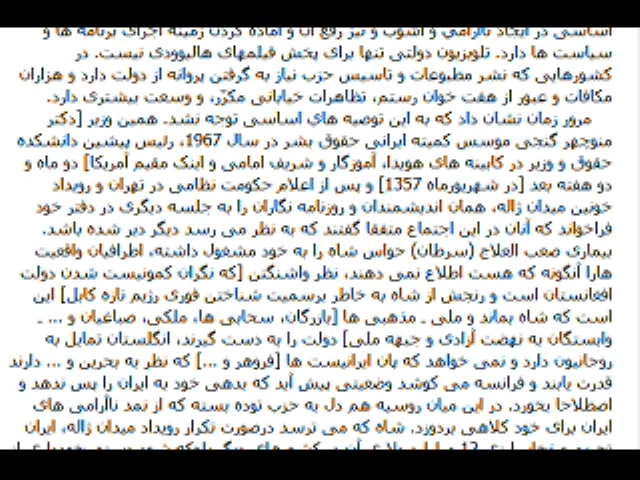 اساسی در ایجاد ناآرامی و آشوب و نیز رفع آن و آماده کردن زمینه اجرای برنامه ها و
سیاست ها دارد. تلویزیون دولتی تنها برای پخش فیلمهای هالیوودی نیست. در
کشورهایی که نشر مطبوعات و تاسیس حزب نیاز به گرفتن پروانه از دولت دارد و هزاران
مکافات و عبور از هفت خوان رستم، تظاهرات خیابانی مکرّر، و وسعت بیشتری دارد.
مرور زمان نشان داد که به این توصیه های اساسی توجه نشد. همین وزیر [دکتر
منوچهر گنجی موسس کمیته ایرانی حقوق بشر در سال 1967، رئیس پیشین دانشکده
حقوق و وزیر در کابینه های هویدا، آموزگار و شریف امامی و اینک مقیم آمریکا] دو ماه و
دو هفته بعد [در شهریورماه 1357] و پس از اعلام حکومت نظامی در تهران و رویداد
خونین میدان ژاله، همان اندیشمندان و روزنامه نگاران را به جلسه دیگری در دفتر خود
فراخواند که آنان در این اجتماع متفقا گفتند که به نظر می رسد دیگر دیر شده باشد.
بیماری صعب العلاج (سرطان) حواس شاه را به خود مشغول داشته، اطرافیان واقعیت
هارا آنگونه که هست اطلاع نمی دهند، نظر واشنگتن [که نگران کمونیست شدن دولت
افغانستان است و رنجش از شاه به خاطر برسمیت شناختن فوری رژیم تازه کابل] این
است که شاه بماند و ملی ـ مذهبی ها [بازرگان، سحابی ها، ملکی، صباغیان و ... ـ
وابستگان به نهضت آزادی و جبهه ملی] دولت را به دست گیرند، انگلستان تمایل به
روحانیون دارد و نمی خواهد که پان ایرانیست ها [فروهر و ...] که نظر به بحرین و ... دارند
قدرت یابند و فرانسه می کوشد وضعیتی پیش آید که بدهی خود به ایران را پس ندهد و
اصطلاحا بخورد. در این میان روسیه هم دل به حزب توده بسته که از نمد ناآرامی های
ایران برای خود کلاهی بردوزد. شاه که می ترسد درصورت تکرار رویداد میدان ژاله، ایران